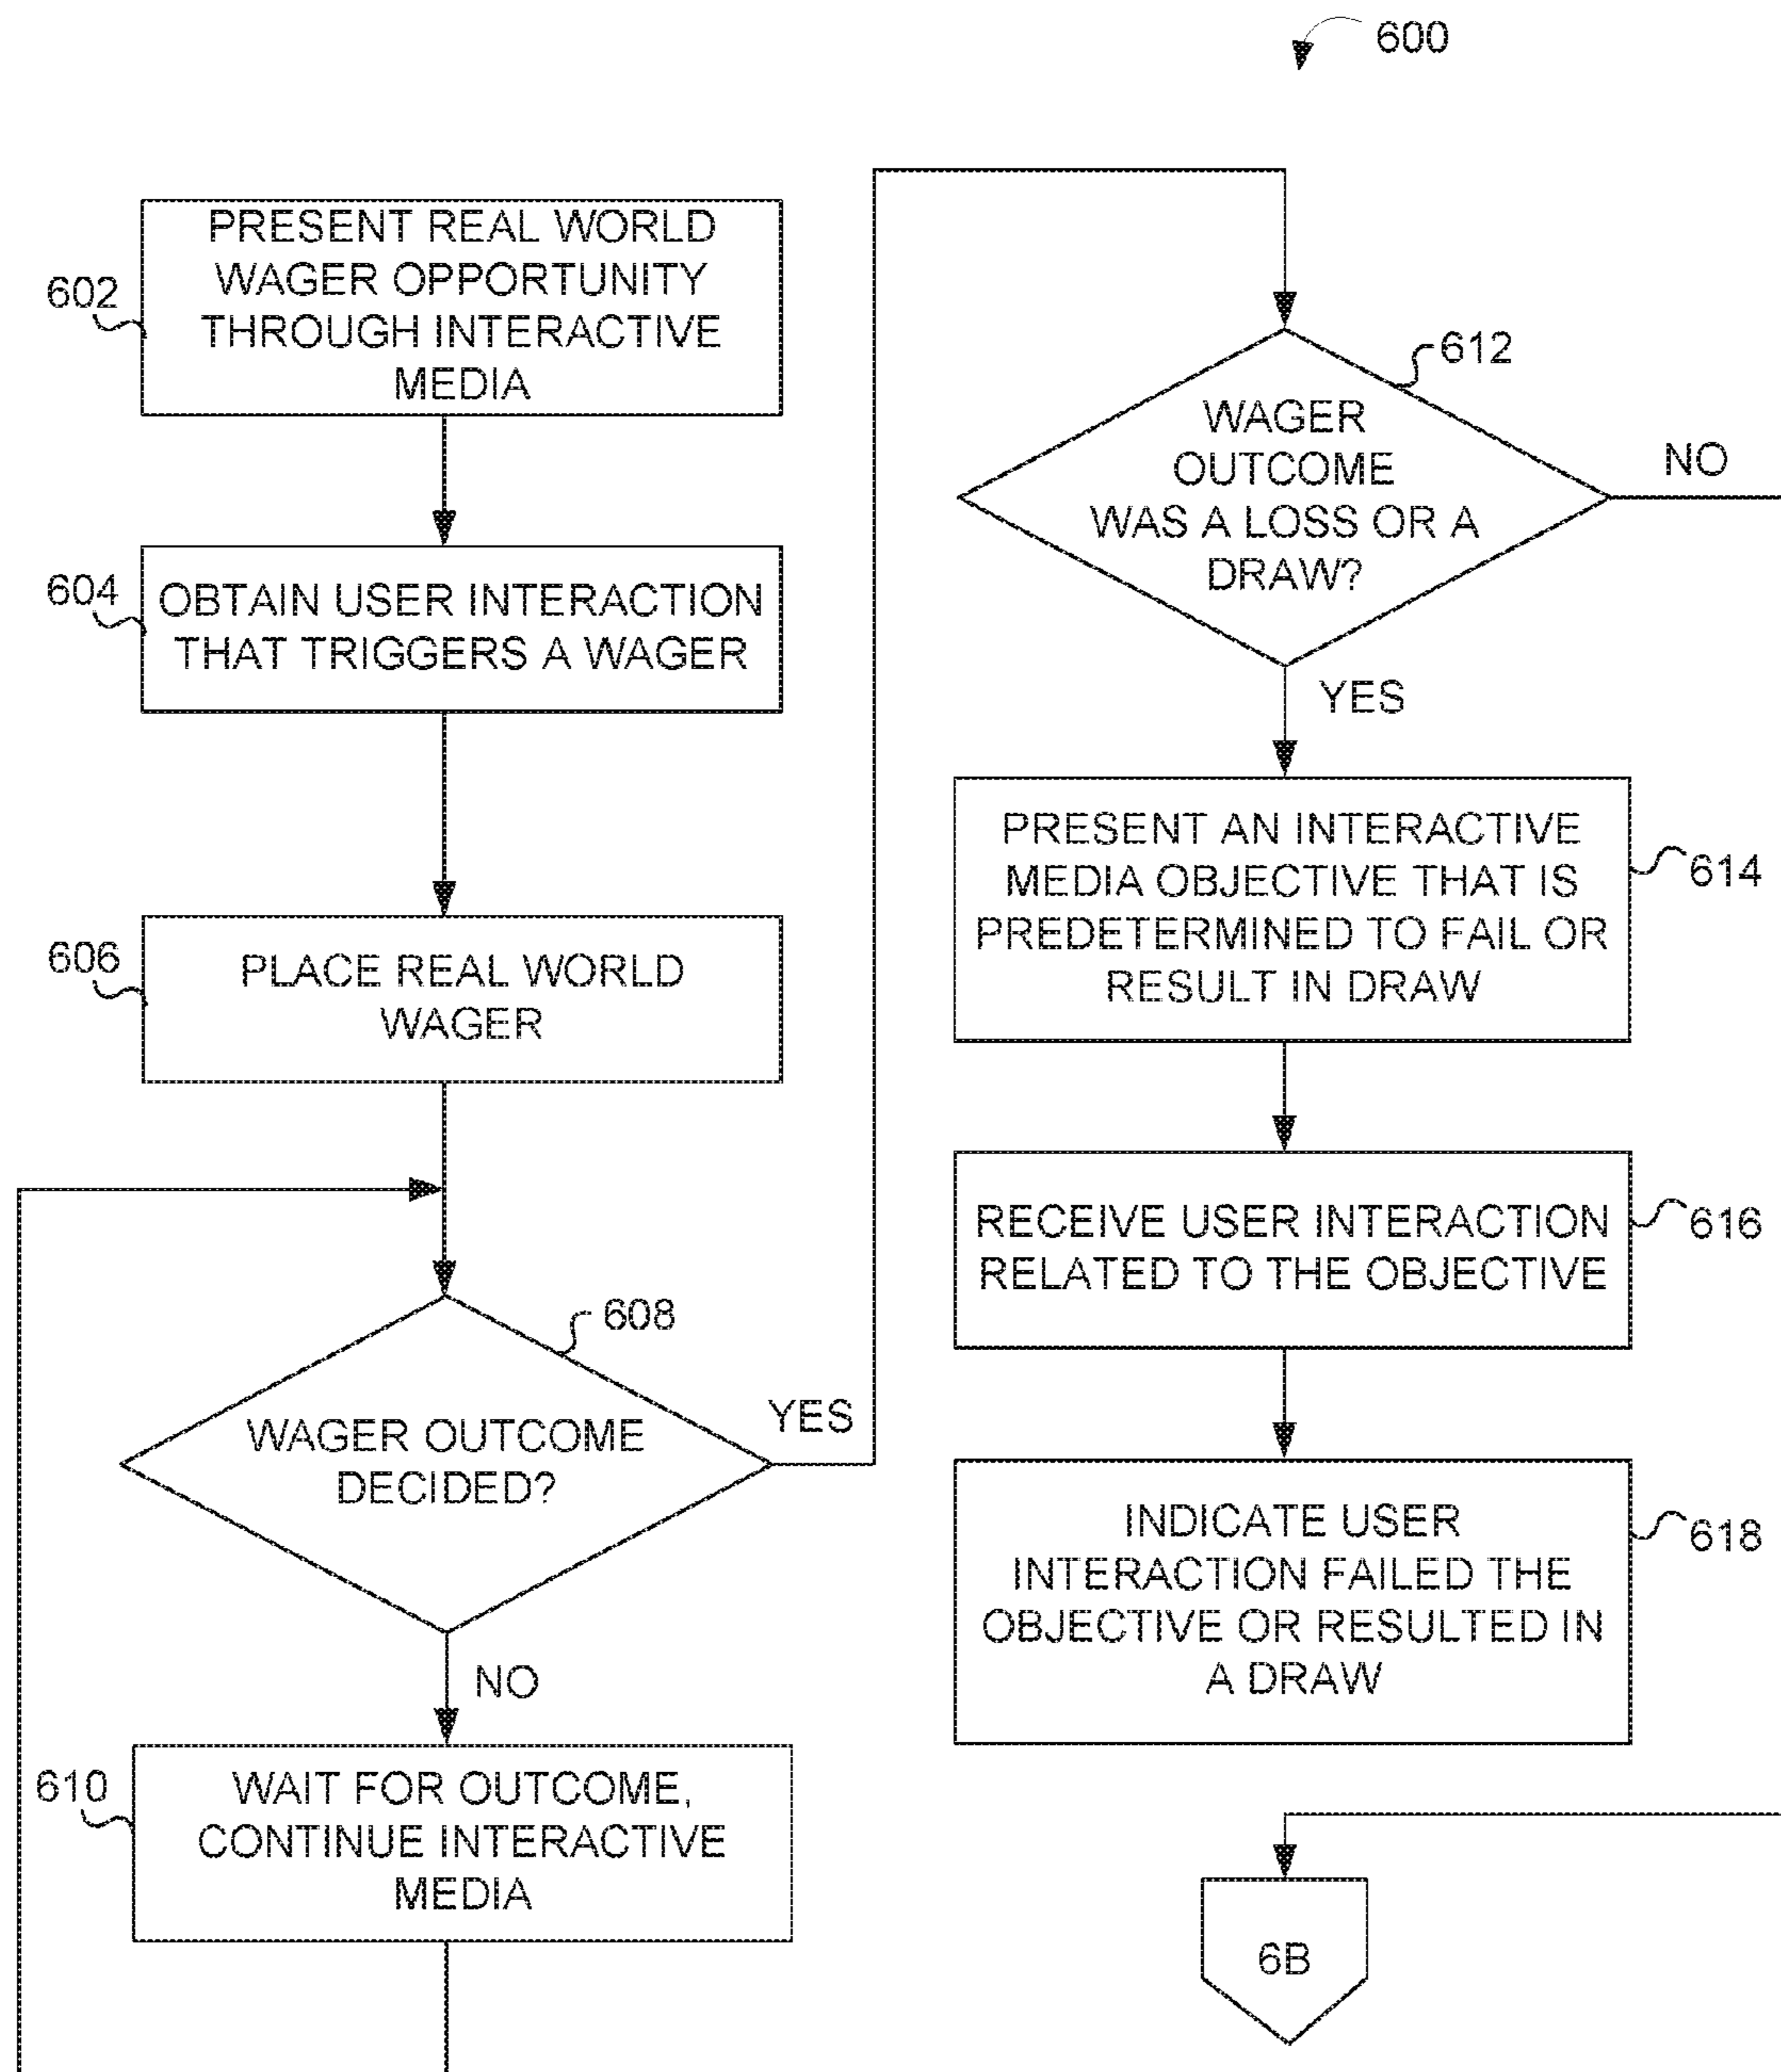 600
PRESENT REAL WORLD
WAGER OPPORTUNITY
THROUGH INTERACTIVE
MEDIA
602
OBTAIN USER INTERACTION
THAT TRIGGERS A WAGER
604
PLACE REAL WORLD
WAGER
606
WAGER OUTCOME
DECIDED?
608
YES
NO
WAIT FOR OUTCOME,
CONTINUE INTERACTIVE
MEDIA
610
WAGER
OUTCOME
WAS A LOSS OR A
DRAW?
612
NO
YES
PRESENT AN INTERACTIVE
MEDIA OBJECTIVE THAT IS
PREDETERMINED TO FAIL OR
RESULT IN DRAW
614
RECEIVE USER INTERACTION
RELATED TO THE OBJECTIVE
616
INDICATE USER
INTERACTION FAILED THE
OBJECTIVE OR RESULTED IN
A DRAW
618
6B